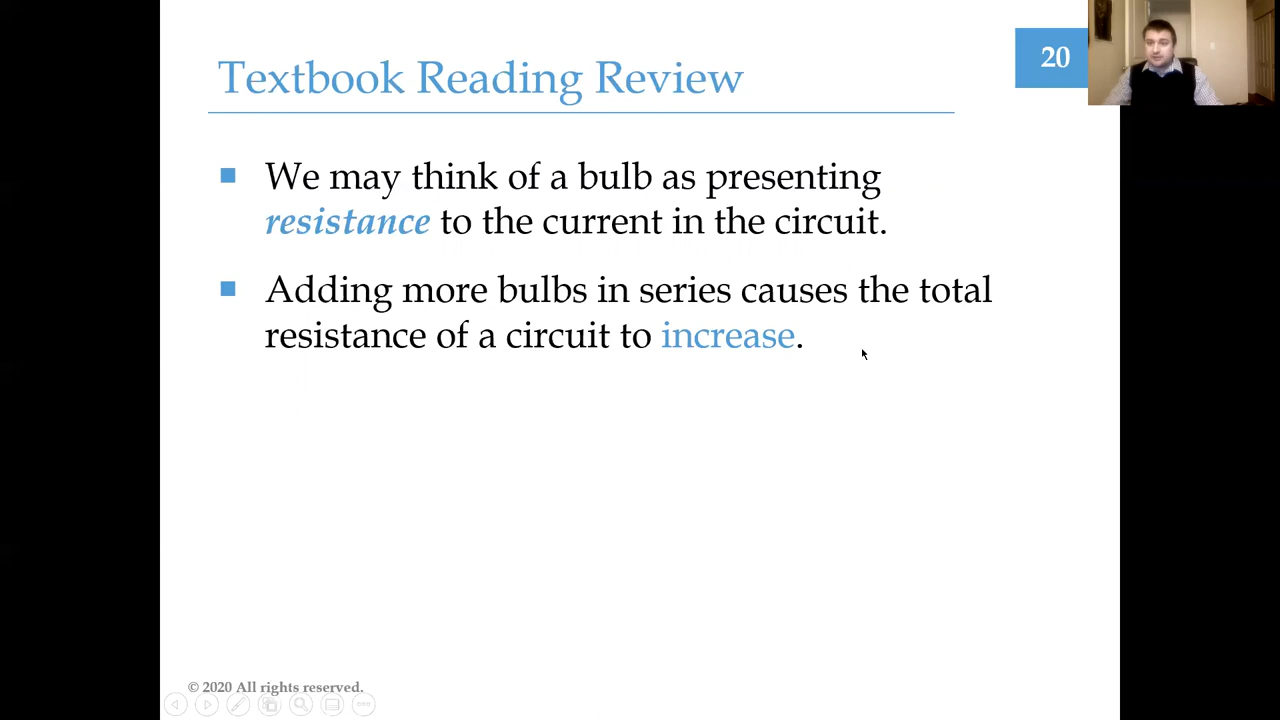 Textbook Reading Review
20
We may think of a bulb as presenting
resistance to the current in the circuit.
Adding more bulbs in series causes the total
resistance of a circuit to increase.
© 2020 All rights reserved.